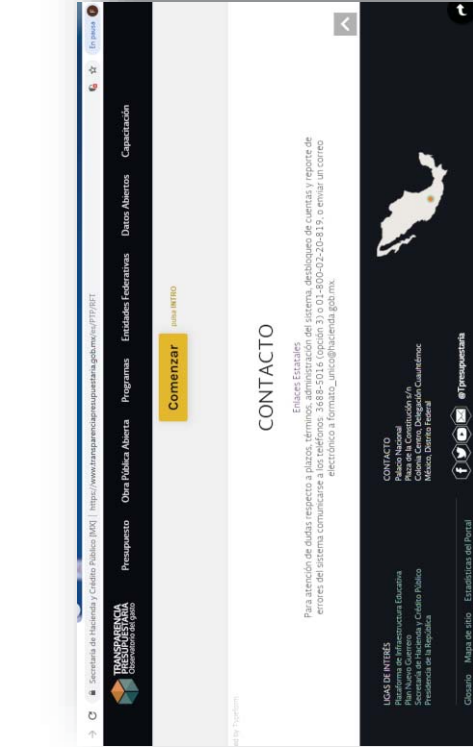 Secretaría de Hacienda y Crédito Público [MX] | https://www.transparenciapresupuestaria.gob.mx/es/PTP/RFT
En pausa
TRANSPARENCIA
PRESUPUESTARIA
Observatorio del gasto
Presupuesto Obra Pública Abierta Programas Entidades Federativas Datos Abiertos Capacitación
Comenzar pulsa INTRO
ed by Typeform
CONTACTO
Enlaces Estatales
Para atención de dudas respecto a plazos, términos, administración del sistema, desbloqueo de cuentas y reporte de
errores del sistema comunicarse a los teléfonos: 3688-5016 (opción 3) o 01-800-02-20-819, o enviar un correo
electrónico a formato_unico@hacienda.gob.mx.
LIGAS DE INTERÉS
Plataforma de Infraestructura Educativa
Plan Nuevo Guerrero
Secretaría de Hacienda y Crédito Público
Presidencia de la República
CONTACTO
Palacio Nacional
Plaza de la Constitución s/n
Colonia Centro, Delegación Cuauhtémoc
México, Distrito Federal
Glosario Mapa de sitio Estadísticas del Portal
@Tpresupuestaria